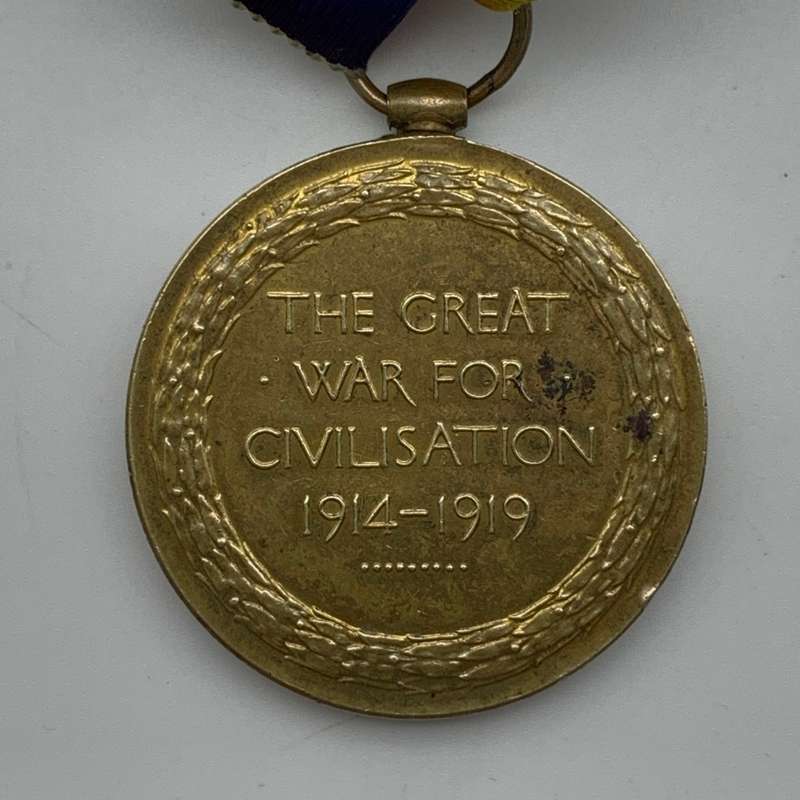 THE GREAT
· WAR FOR ·
CIVILISATION
1914–1919